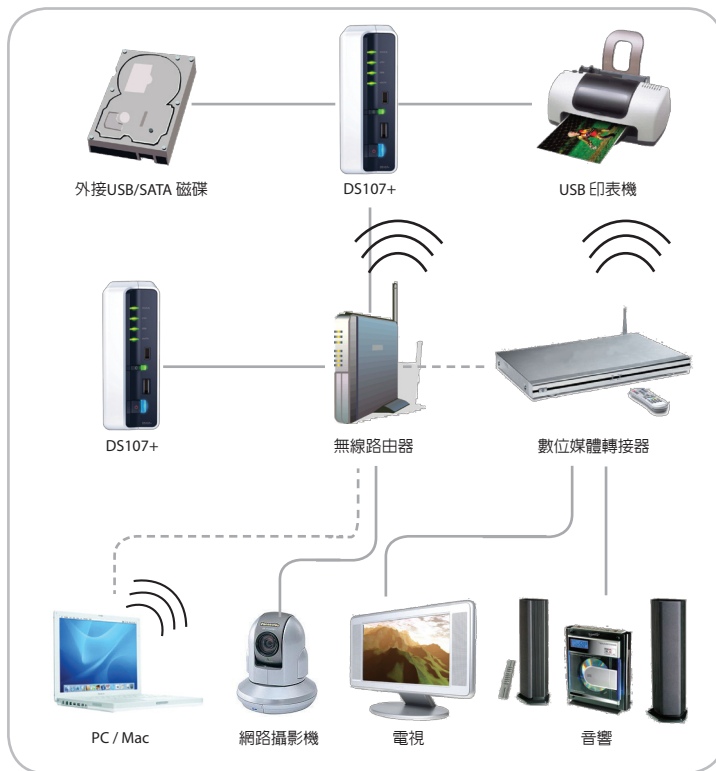 外接USB/SATA 磁碟
DS107+
USB 印表機
DS107+
無線路由器
數位媒體轉接器
PC / Mac
網路攝影機
電視
音響